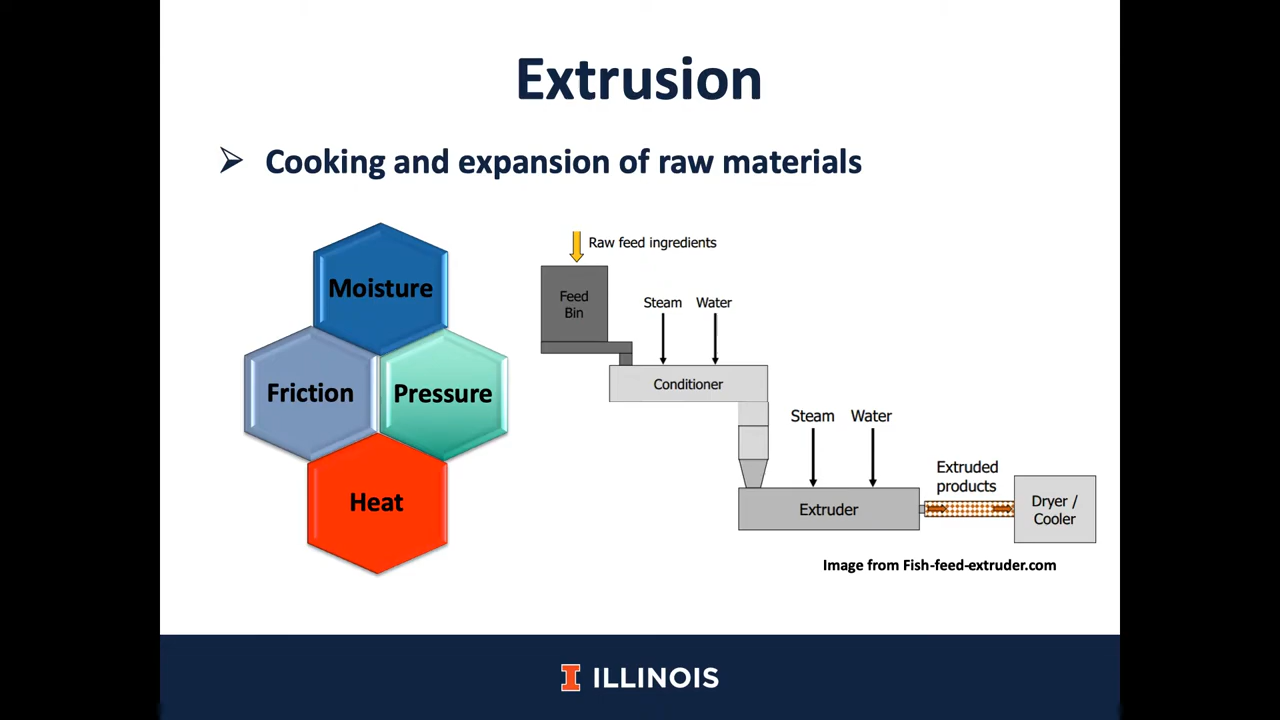 Extrusion
Cooking and expansion of raw materials
Moisture
Friction
Pressure
Heat
Raw feed ingredients
Feed
Bin
Steam
Water
Conditioner
Steam
Water
Extruder
Extruded
products
Dryer /
Cooler
Image from Fish-feed-extruder.com
I ILLINOIS